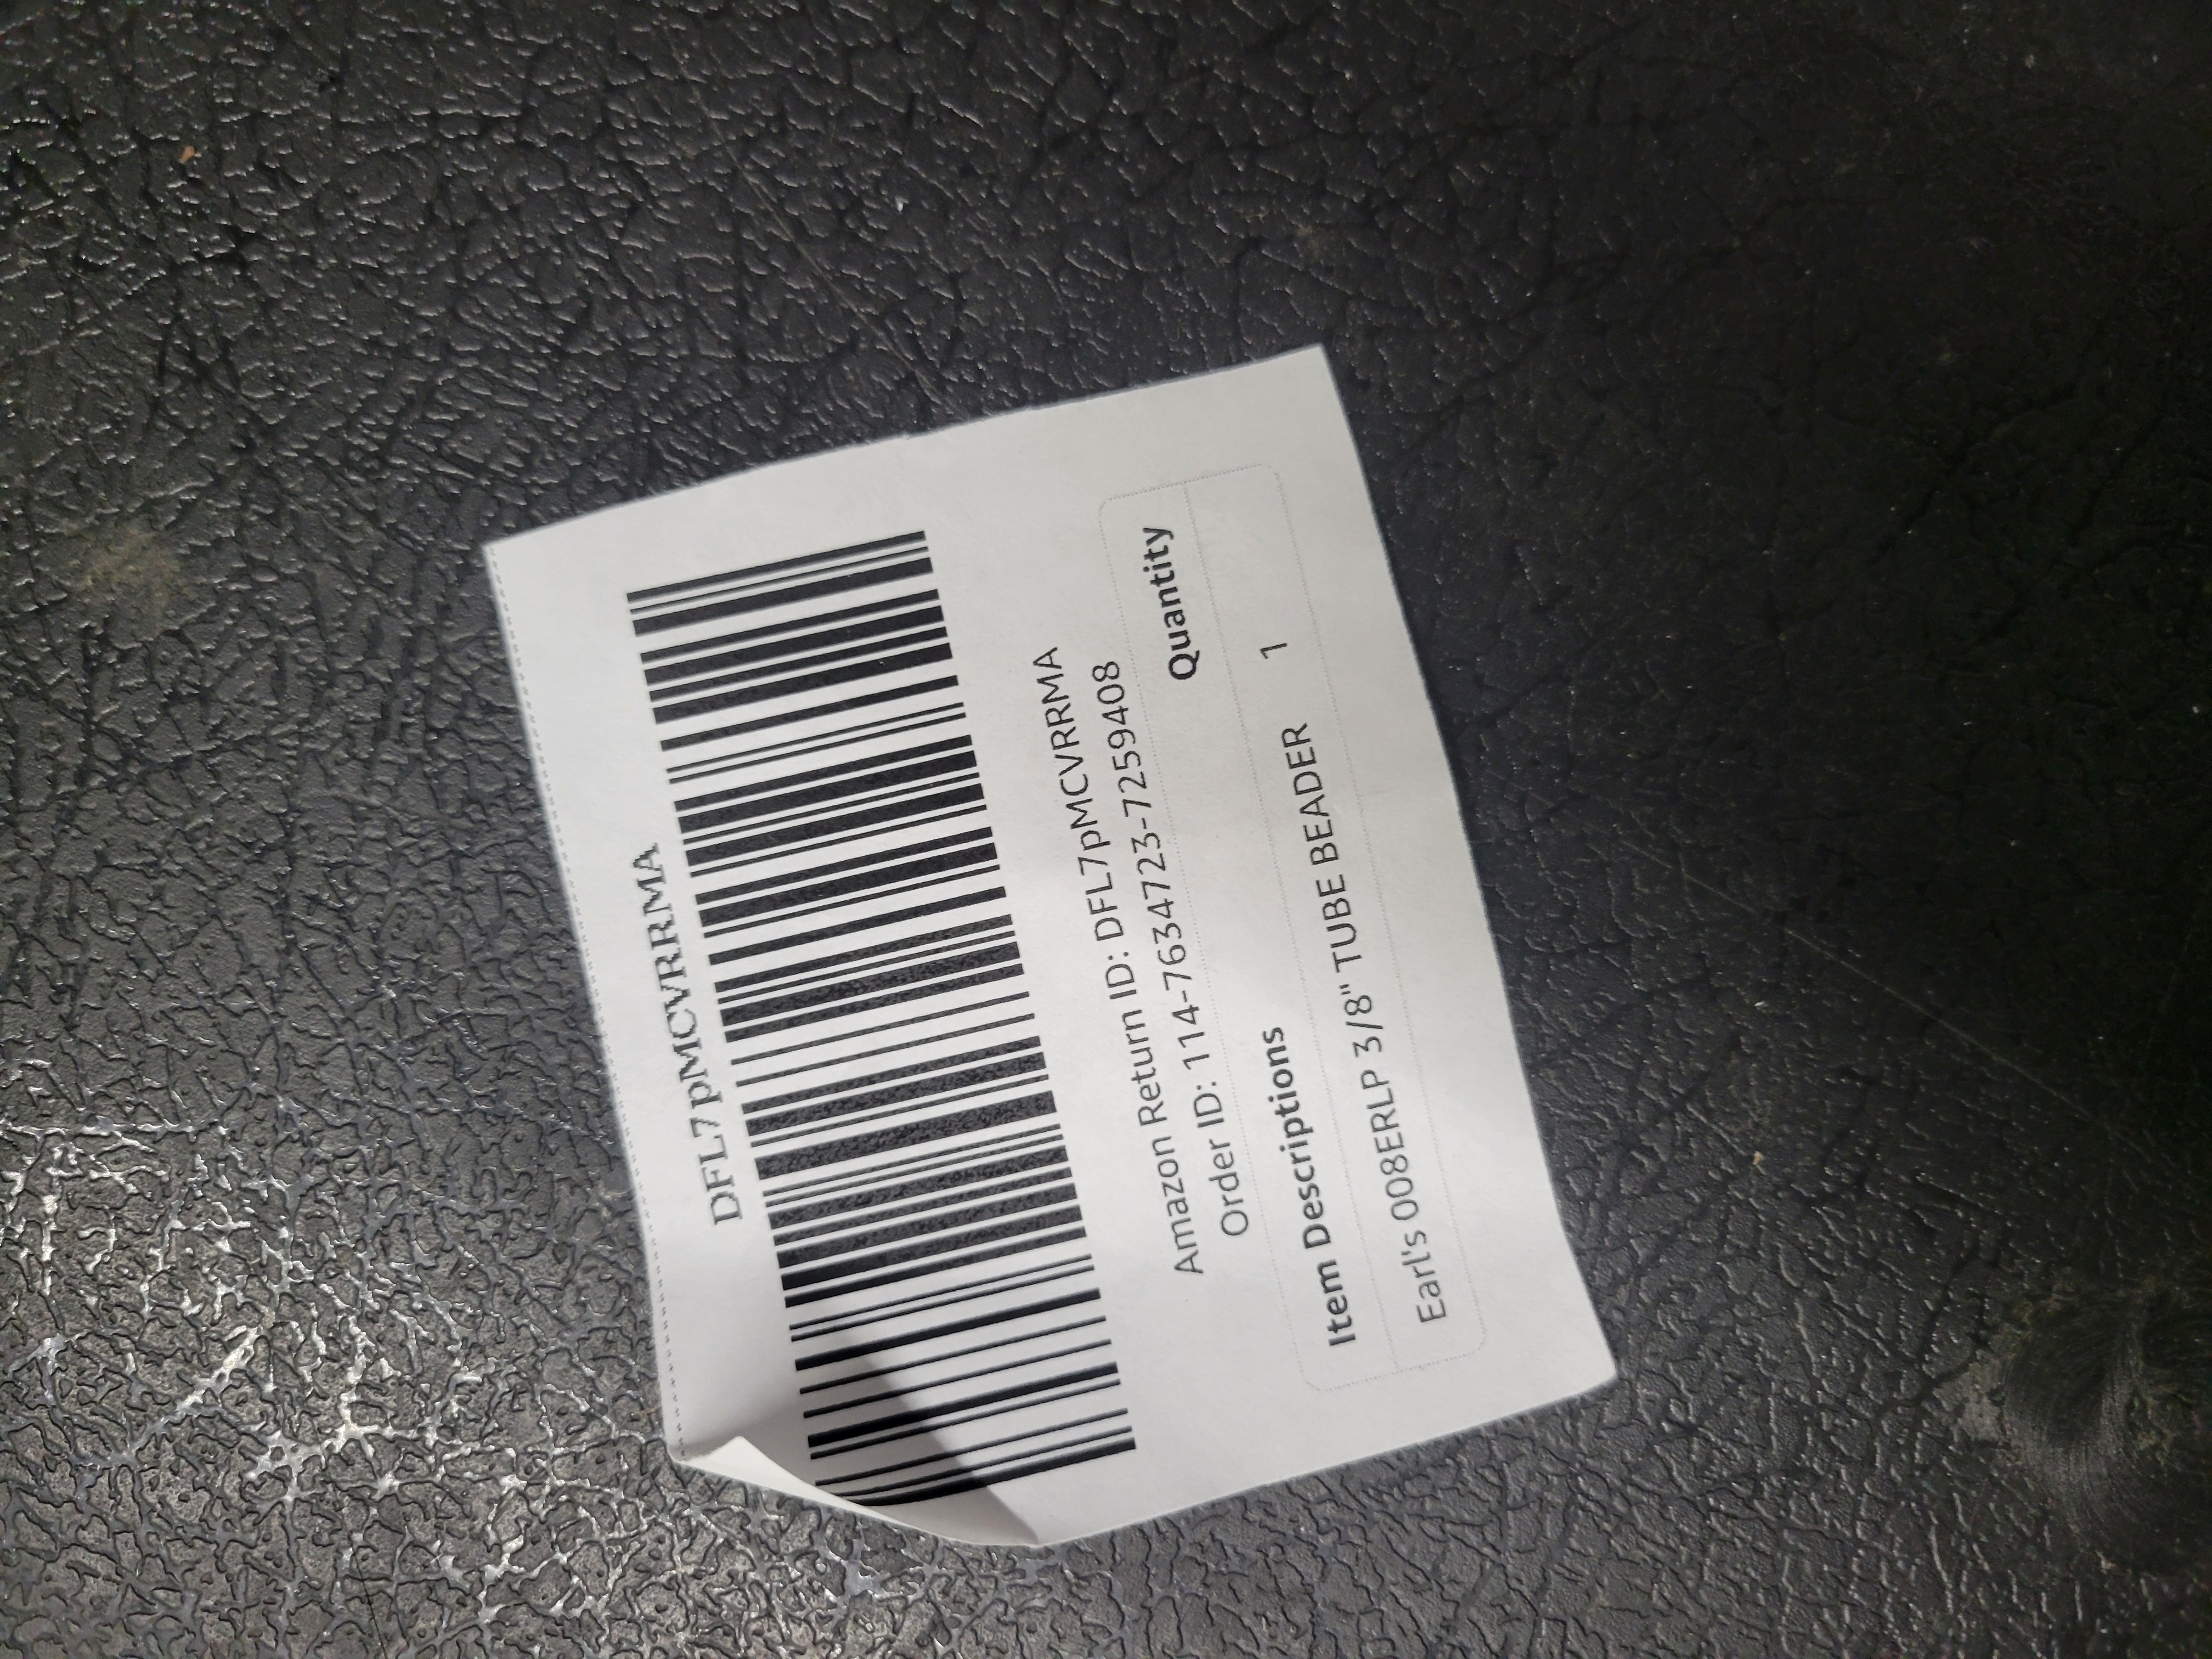 DFL7pMCVRRMA
Amazon Return ID: DFL7pMCVRRMA
Order ID: 114-7634723-7259408
Item Descriptions Quantity
Earl's 008ERLP 3/8" TUBE BEADER 1